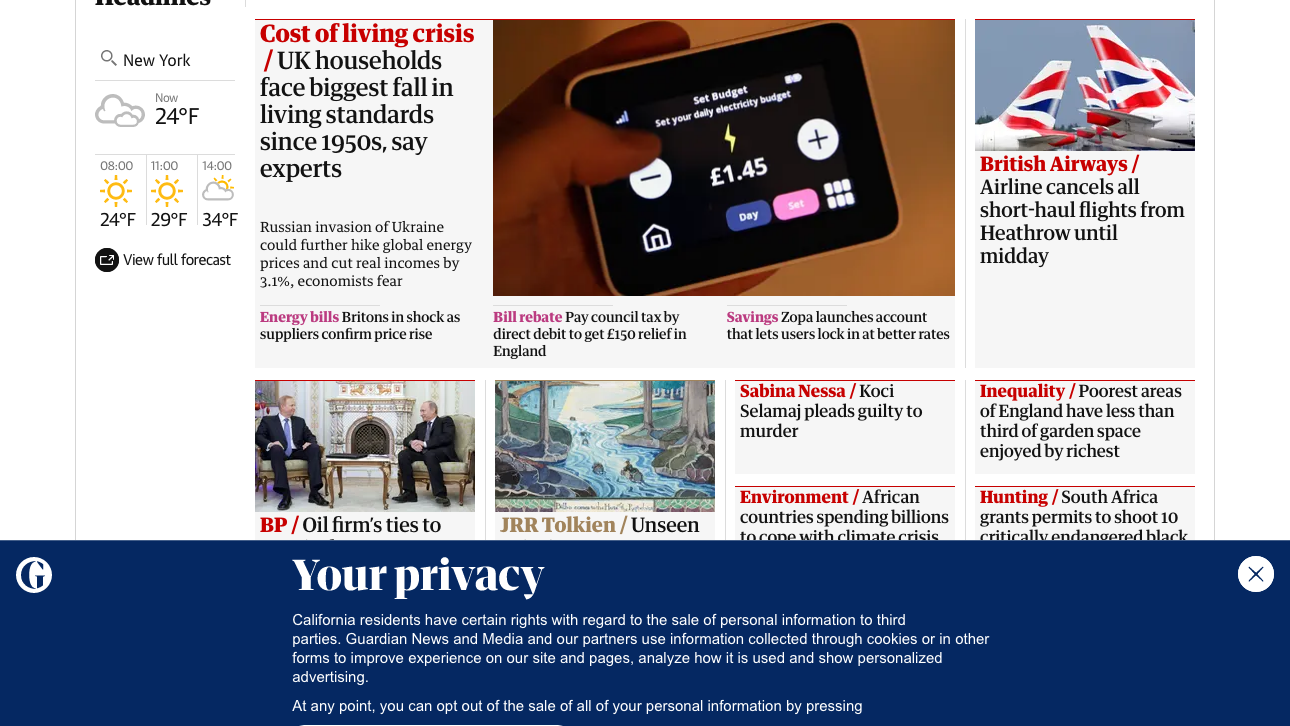 Headlines
New York
Now
24°F
08:00
11:00
14:00
24°F
29°F
34°F
View full forecast
Cost of living crisis
/ UK households
face biggest fall in
living standards
since 1950s, say
experts
Russian invasion of Ukraine
could further hike global energy
prices and cut real incomes by
3.1%, economists fear
Set Budget
Set your daily electricity budget
£1.45
Day
Set
Energy bills Britons in shock as
suppliers confirm price rise
Bill rebate Pay council tax by
direct debit to get £150 relief in
England
Savings Zopa launches account
that lets users lock in at better rates
British Airways /
Airline cancels all
short-haul flights from
Heathrow until
midday
BP / Oil firm’s ties to
JRR Tolkien / Unseen
Sabina Nessa / Koci
Selamaj pleads guilty to
murder
Environment / African
countries spending billions
to cope with climate crisis
Inequality / Poorest areas
of England have less than
third of garden space
enjoyed by richest
Hunting / South Africa
grants permits to shoot 10
critically endangered black
Your privacy
California residents have certain rights with regard to the sale of personal information to third
parties. Guardian News and Media and our partners use information collected through cookies or in other
forms to improve experience on our site and pages, analyze how it is used and show personalized
advertising.
At any point, you can opt out of the sale of all of your personal information by pressing